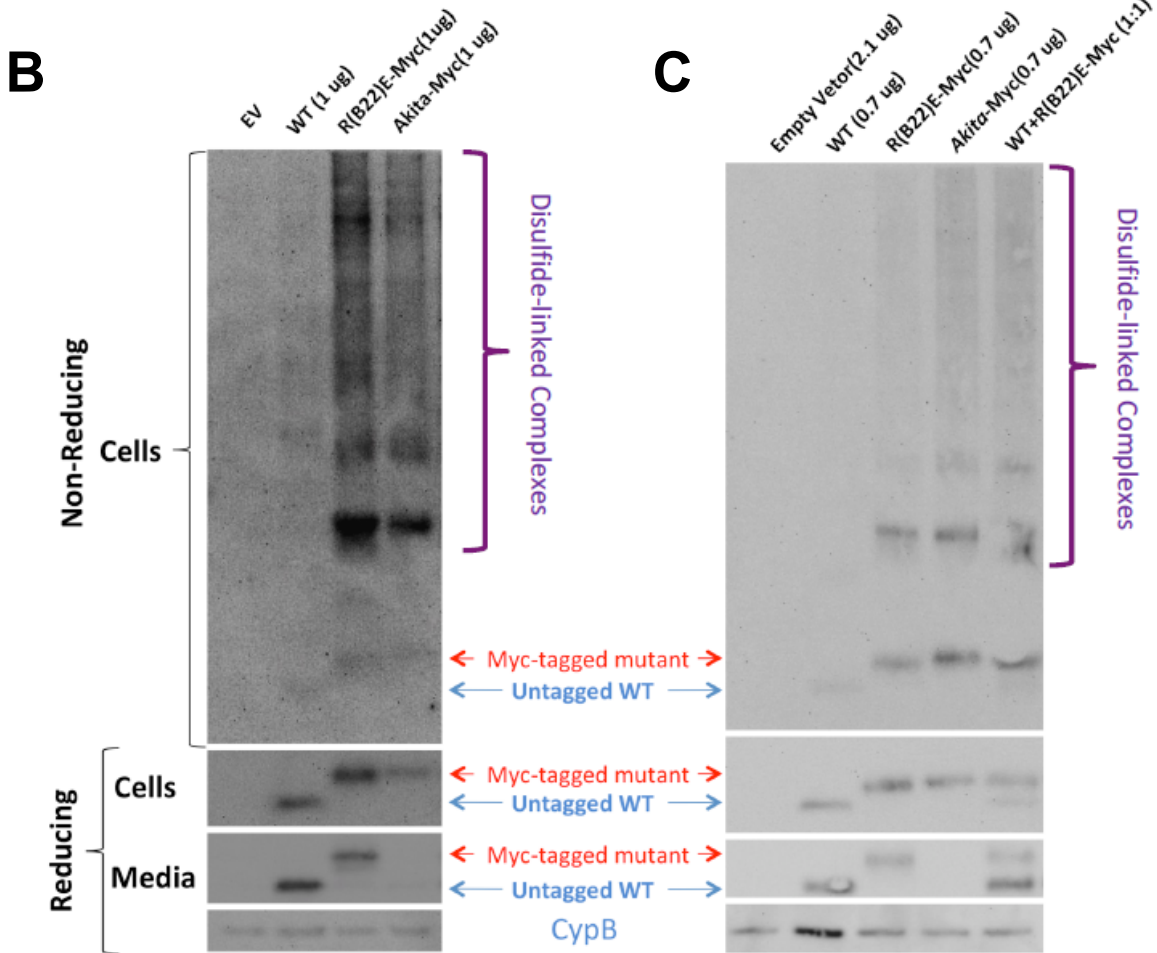 B
EV
WT (1 ug)
R(B22)E-Myc(1ug)
Akita-Myc(1 ug)
Disulfide-linked Complexes
Non-Reducing
Cells
C
Empty Vetor(2.1 ug)
WT (0.7 ug)
R(B22)E-Myc(0.7 ug)
Akita-Myc(0.7 ug)
WT+R(B22)E-Myc (1:1)
Disulfide-linked Complexes
Myc-tagged mutant
Untagged WT
Reducing
Cells
Myc-tagged mutant
Untagged WT
Media
Myc-tagged mutant
Untagged WT
CypB